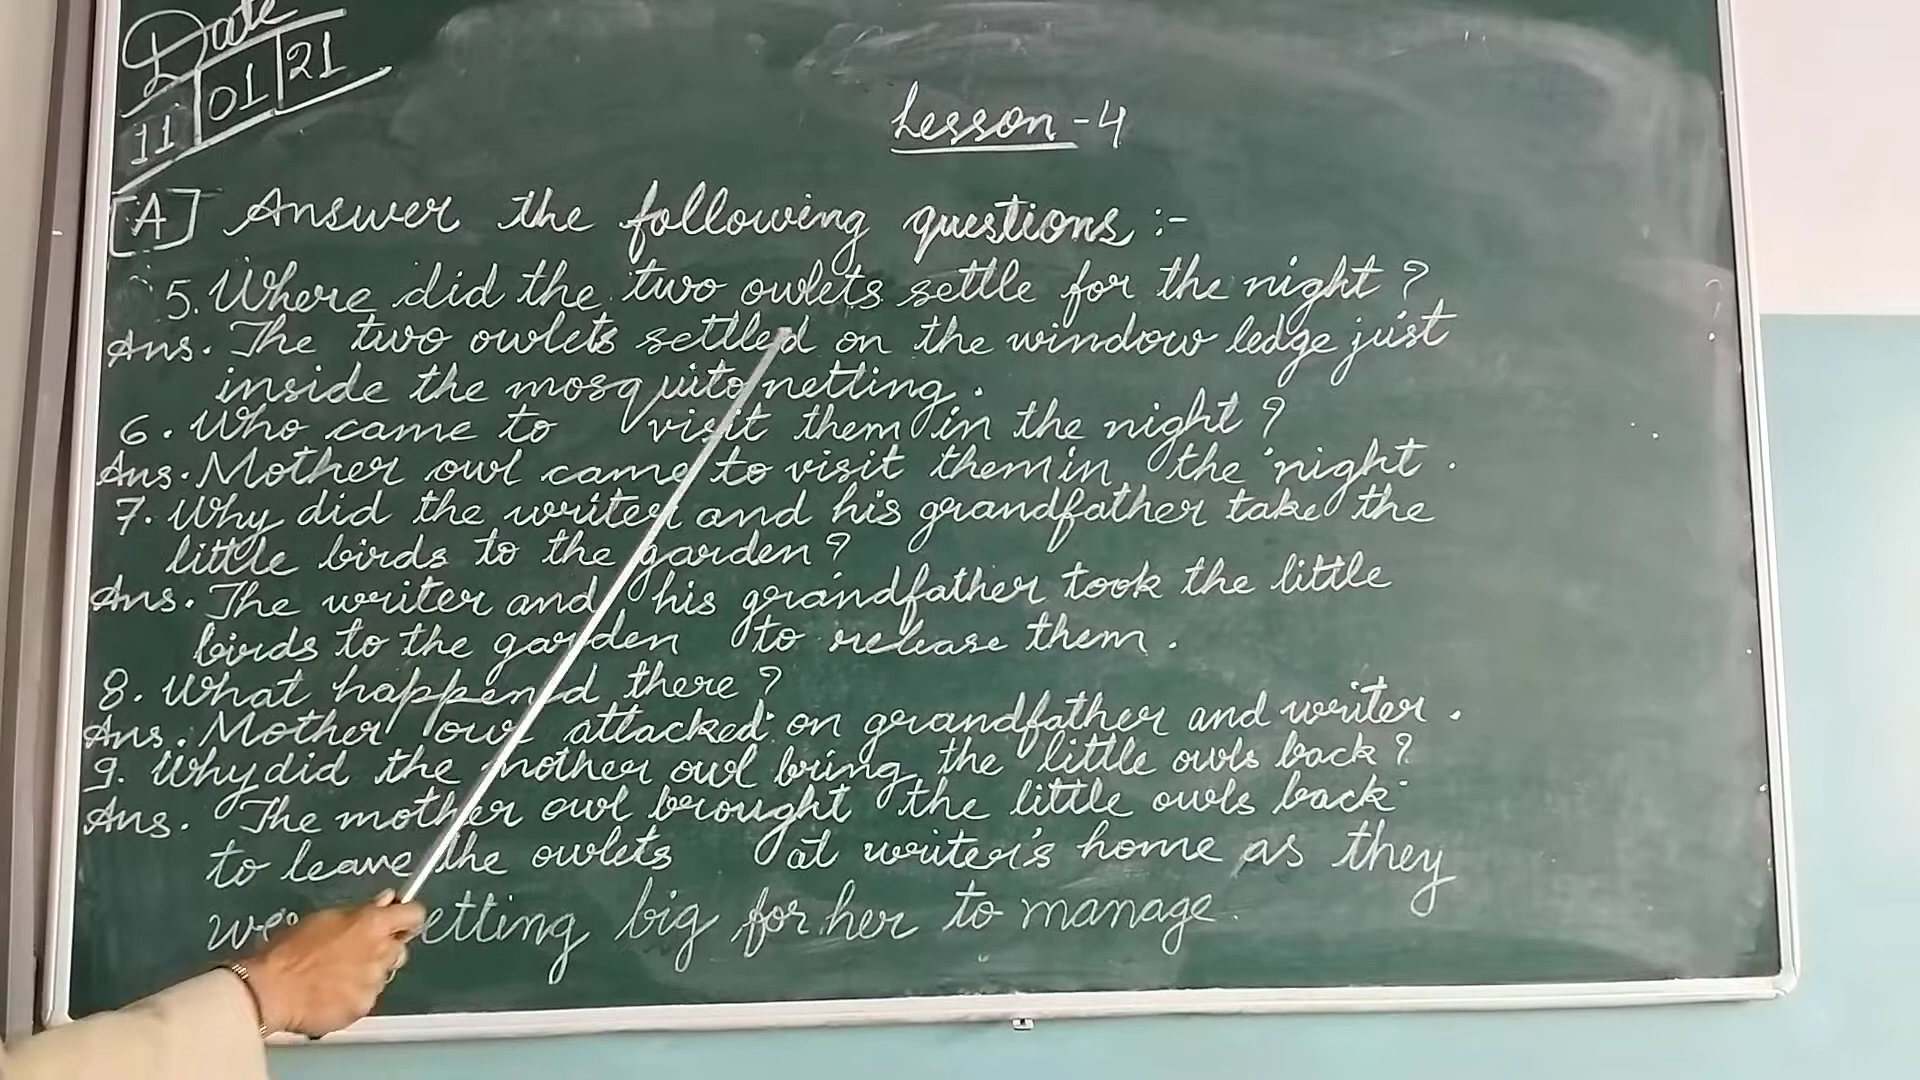 Date
11 01 21
Lesson-4
[A] Answer the following questions :-
5. Where did the two owlets settle for the night ?
Ans. The two owlets settled on the window ledge just
inside the mosquito netting.
6. Who came to visit them in the night ?
Ans. Mother owl came to visit them in the night.
7. Why did the writer and his grandfather take the
little birds to the garden?
Ans. The writer and his grandfather took the little
birds to the garden to release them.
8. What happened there ?
Ans. Mother owl attacked on grandfather and writer.
9. Why did the mother owl bring the little owls back ?
Ans. The mother owl brought the little owls back
to leave the owlets at writer's home as they
big for her to manage.